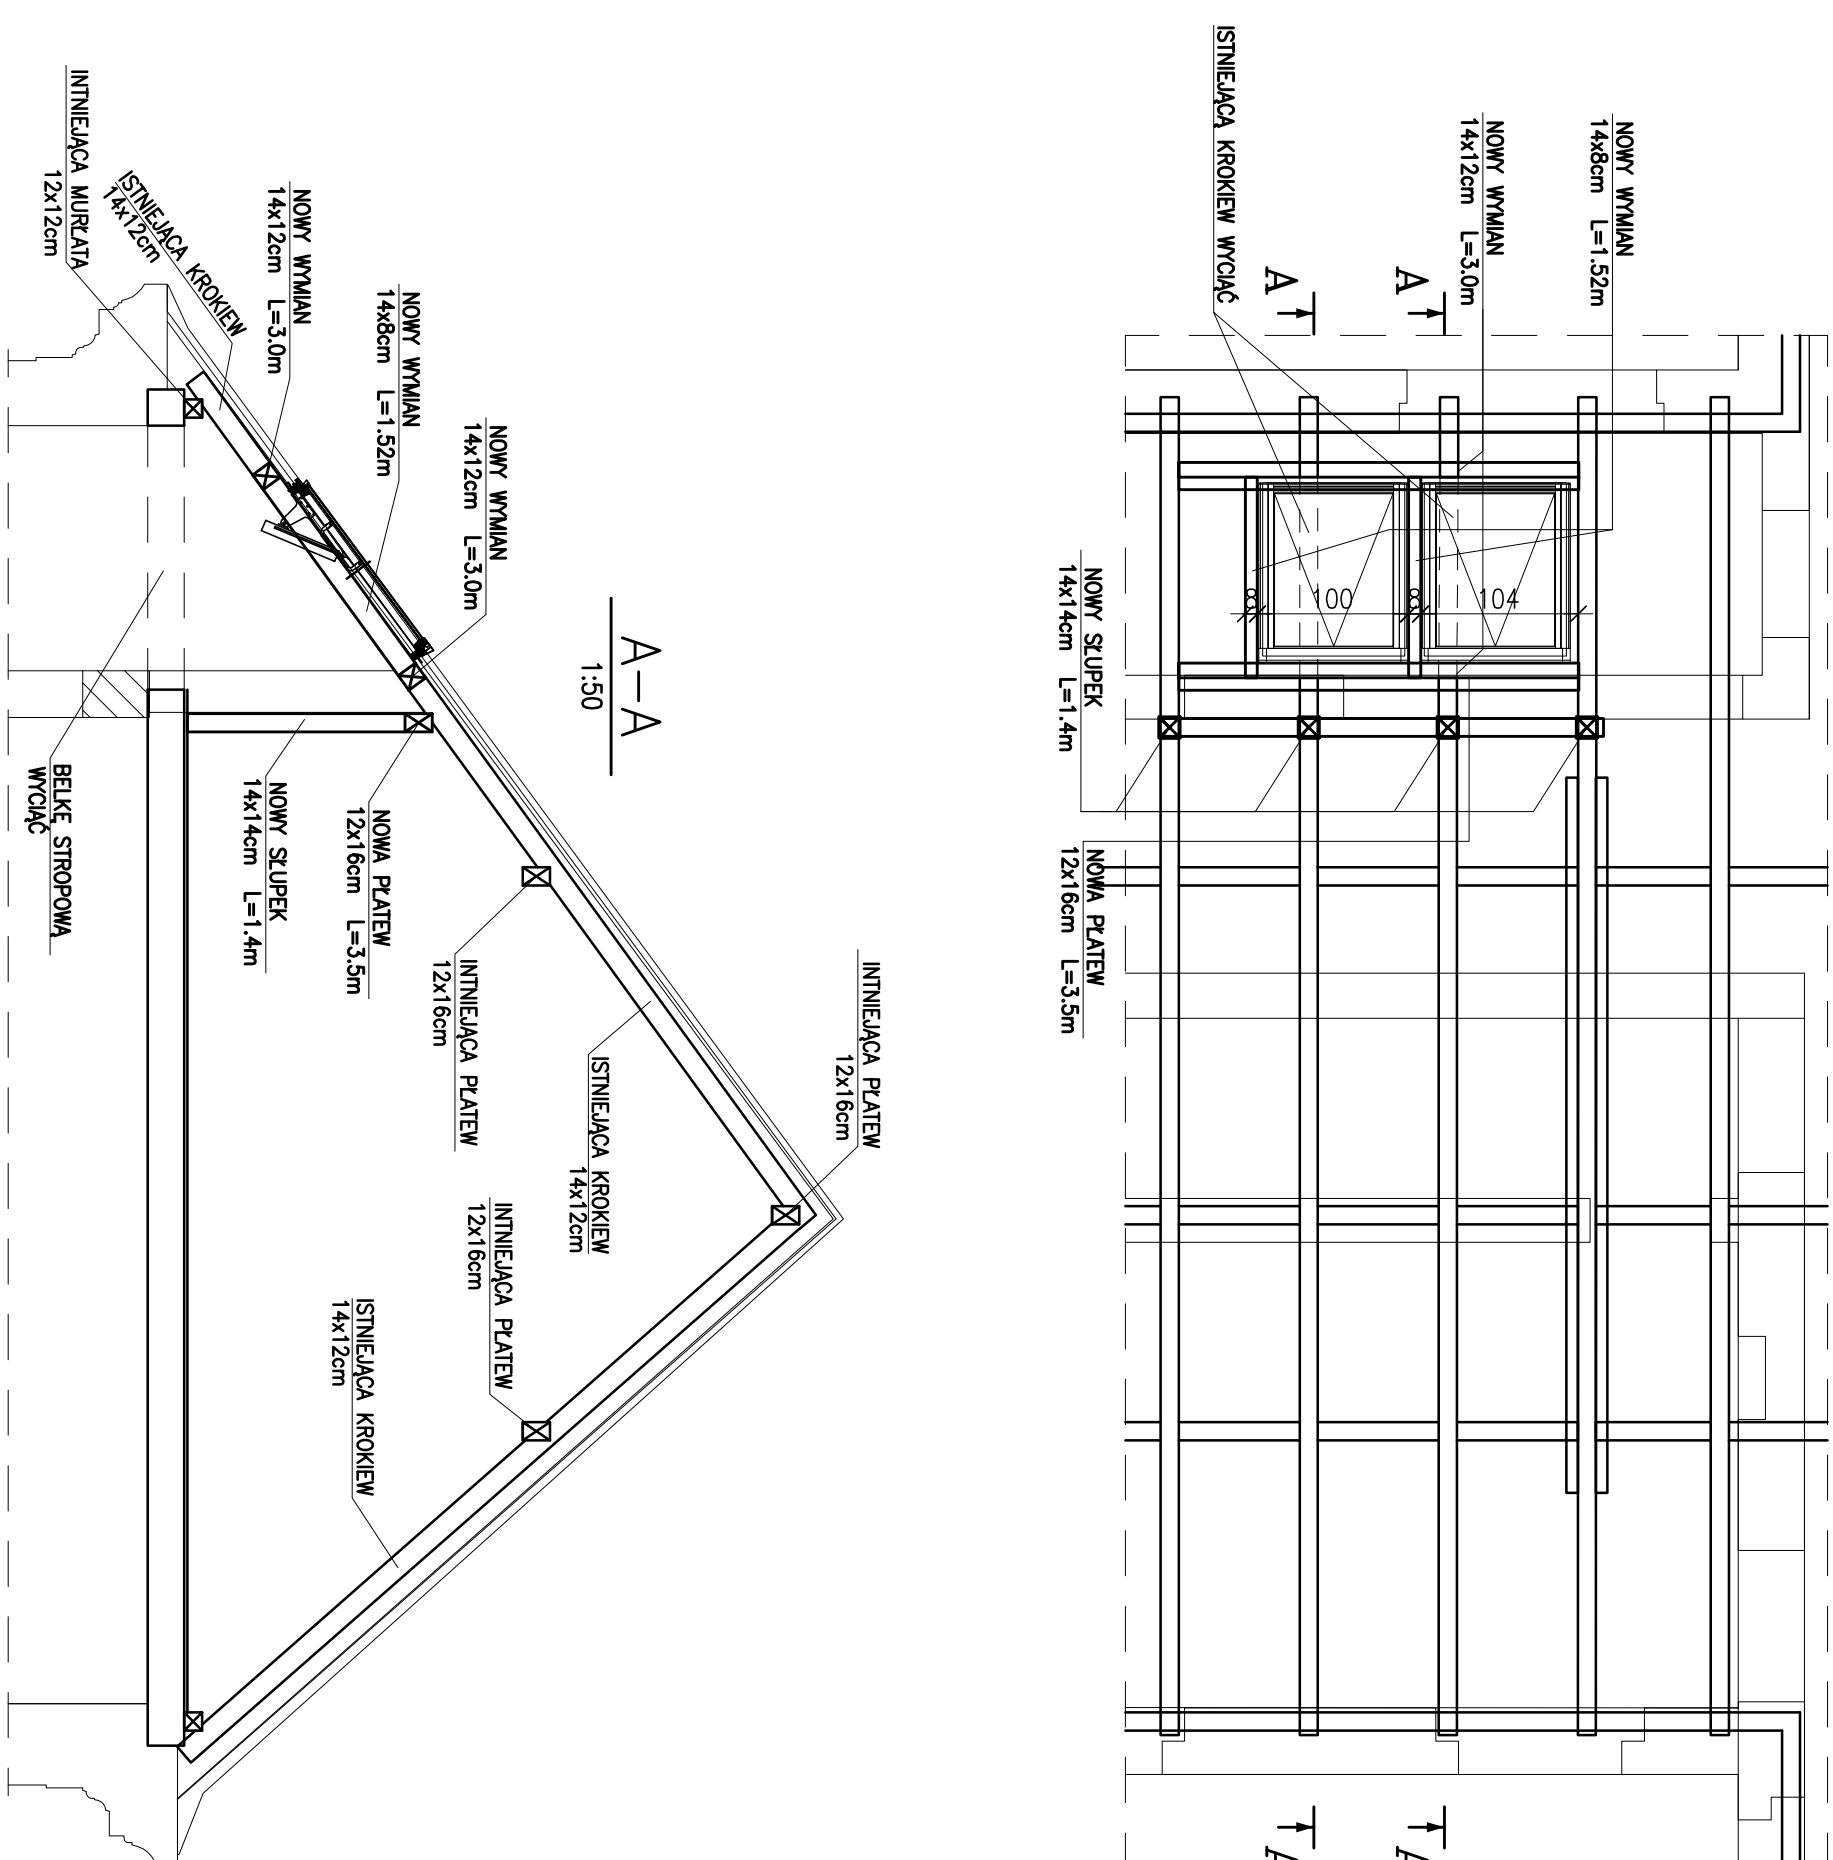 NOWY WYMIAN
14x8cm L=1.52m
NOWY WYMIAN
14x12cm L=3.0m
ISTNIEJĄCĄ KROKIEW WYCIĄĆ
A
A
104
8
100
8
NOWY SŁUPEK
14x14cm L=1.4m
NOWA PŁATEW
12x16cm L=3.5m
A
A
A—A
1:50
INTNIEJĄCA PŁATEW
12x16cm
NOWY WYMIAN
14x12cm L=3.0m
NOWY WYMIAN
14x8cm L=1.52m
NOWY WYMIAN
14x12cm L=3.0m
ISTNIEJĄCA KROKIEW
14x12cm
INTNIEJĄCA MURŁATA
12x12cm
ISTNIEJĄCA KROKIEW
14x12cm
INTNIEJĄCA PŁATEW
12x16cm
INTNIEJĄCA PŁATEW
12x16cm
NOWA PŁATEW
12x16cm L=3.5m
NOWY SŁUPEK
14x14cm L=1.4m
ISTNIEJĄCA KROKIEW
14x12cm
BELKĘ STROPOWĄ
WYCIĄĆ